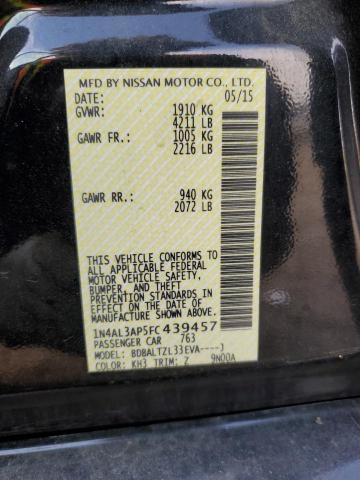 MFD BY NISSAN MOTOR CO., LTD.
DATE: 05/15
GVWR: 1910 KG
4211 LB
GAWR FR.: 1005 KG
2216 LB
GAWR RR.: 940 KG
2072 LB
THIS VEHICLE CONFORMS TO
ALL APPLICABLE FEDERAL
MOTOR VEHICLE SAFETY,
BUMPER, AND THEFT
PREVENTION STANDARDS IN
EFFECT ON THE DATE OF
MANUFACTURE SHOWN ABOVE.
1N4AL3AP5FC439457
PASSENGER CAR 763
MODEL: BDBALTZL33EVA----J
COLOR: KH3 TRIM: Z 9N00A